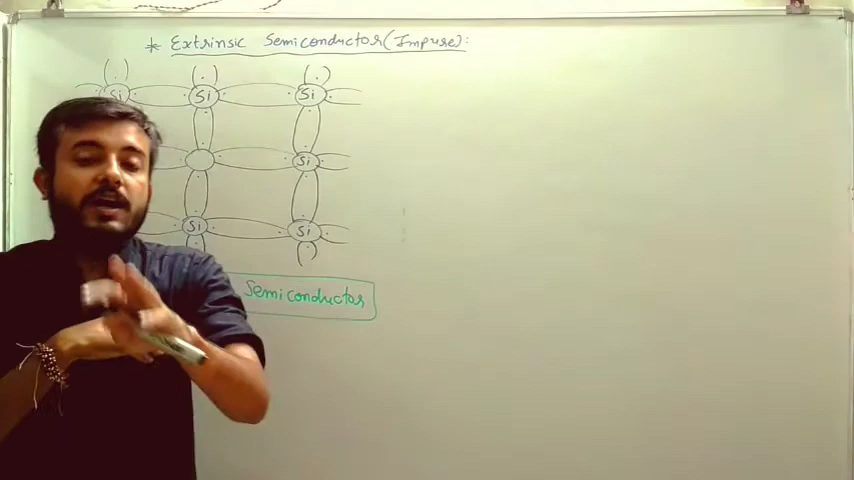 * Extrinsic Semiconductor (Impure):
Si Si Si
Si
Si Si
Semiconductor